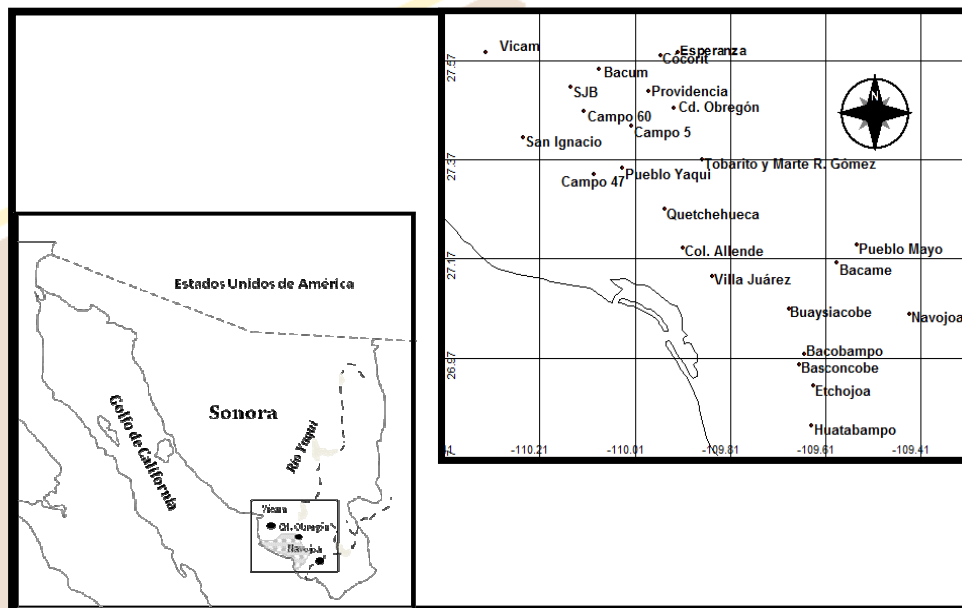 Vicam
Esperanza
Cocorit
27.57
Bacum
SJB
Providencia
Campo 60
Cd. Obregón
Campo 5
San Ignacio
N
27.37
Tobarito y Marte R. Gómez
Campo 47
Pueblo Yaqui
Quetchehueca
Col. Allende
Pueblo Mayo
27.17
Bacame
Villa Juárez
Buaysiacobe
Navojoa
Bacobampo
26.97
Basconcobe
Etchojoa
Huatabampo
-110.21
-110.01
-109.81
-109.61
-109.41
Estados Unidos de América
Sonora
Golfo de California
Río Yaqui
Vicam
Cd. Obregón
Navojoa